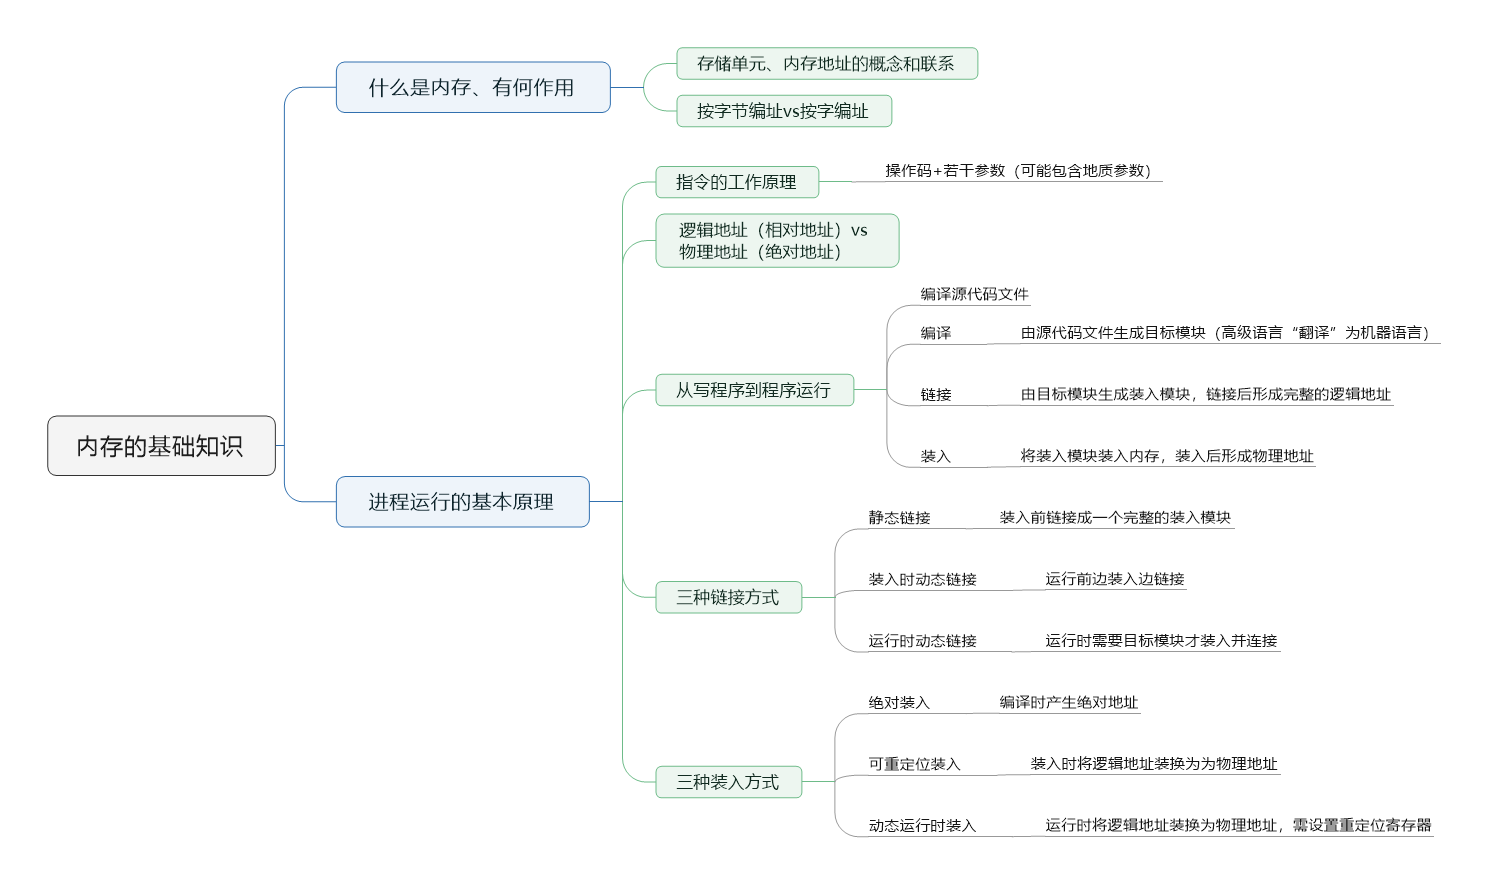 内存的基础知识
什么是内存、有何作用
存储单元、内存地址的概念和联系
按字节编址vs按字编址
进程运行的基本原理
指令的工作原理
操作码+若干参数（可能包含地质参数）
逻辑地址（相对地址）vs
物理地址（绝对地址）
从写程序到程序运行
编译源代码文件
编译
由源代码文件生成目标模块（高级语言“翻译”为机器语言）
链接
由目标模块生成装入模块，链接后形成完整的逻辑地址
装入
将装入模块装入内存，装入后形成物理地址
三种链接方式
静态链接
装入前链接成一个完整的装入模块
装入时动态链接
运行前边装入边链接
运行时动态链接
运行时需要目标模块才装入并连接
三种装入方式
绝对装入
编译时产生绝对地址
可重定位装入
装入时将逻辑地址装换为为物理地址
动态运行时装入
运行时将逻辑地址装换为物理地址，需设置重定位寄存器